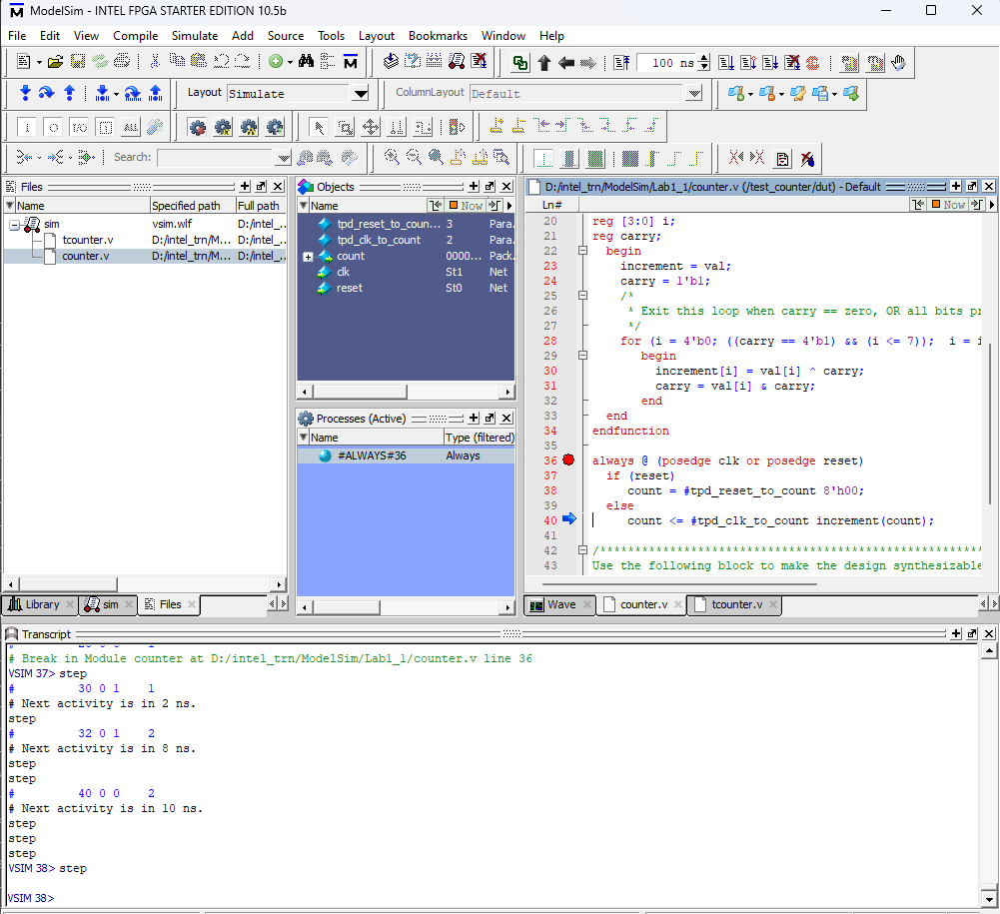 ModelSim - INTEL FPGA STARTER EDITION 10.5b
File Edit View Compile Simulate Add Source Tools Layout Bookmarks Window Help
100 ns
Layout Simulate
ColumnLayout Default
Search:
Files
Name Specified path Full path
sim vsim.wlf D:/intel_...
tcounter.v D:/intel_trn/M... D:/intel_...
counter.v D:/intel_trn/M... D:/intel_...
Library sim Files
Objects
Name Now
tpd_reset_to_coun... 3 Para...
tpd_clk_to_count 2 Para...
count 0000... Pack...
clk St1 Net
reset St0 Net
Processes (Active)
Name Type (filtered)
#ALWAYS#36 Always
D:/intel_trn/ModelSim/Lab1_1/counter.v (/test_counter/dut) - Default
Ln# Now
20 reg [3:0] i;
21 reg carry;
22 begin
23 increment = val;
24 carry = 1'b1;
25 /*
26 * Exit this loop when carry == zero, OR all bits pr
27 */
28 for (i = 4'b0; ((carry == 4'b1) && (i <= 7)); i = i
29 begin
30 increment[i] = val[i] ^ carry;
31 carry = val[i] & carry;
32 end
33 end
34 endfunction
35
36 always @ (posedge clk or posedge reset)
37 if (reset)
38 count = #tpd_reset_to_count 8'h00;
39 else
40 count <= #tpd_clk_to_count increment(count);
41
42 /********************************************************
43 Use the following block to make the design synthesizable
Wave counter.v tcounter.v
Transcript
# Break in Module counter at D:/intel_trn/ModelSim/Lab1_1/counter.v line 36
VSIM 37> step
# 30 0 1 1
# Next activity is in 2 ns.
step
# 32 0 1 2
# Next activity is in 8 ns.
step
step
# 40 0 0 2
# Next activity is in 10 ns.
step
step
step
VSIM 38> step
VSIM 38>